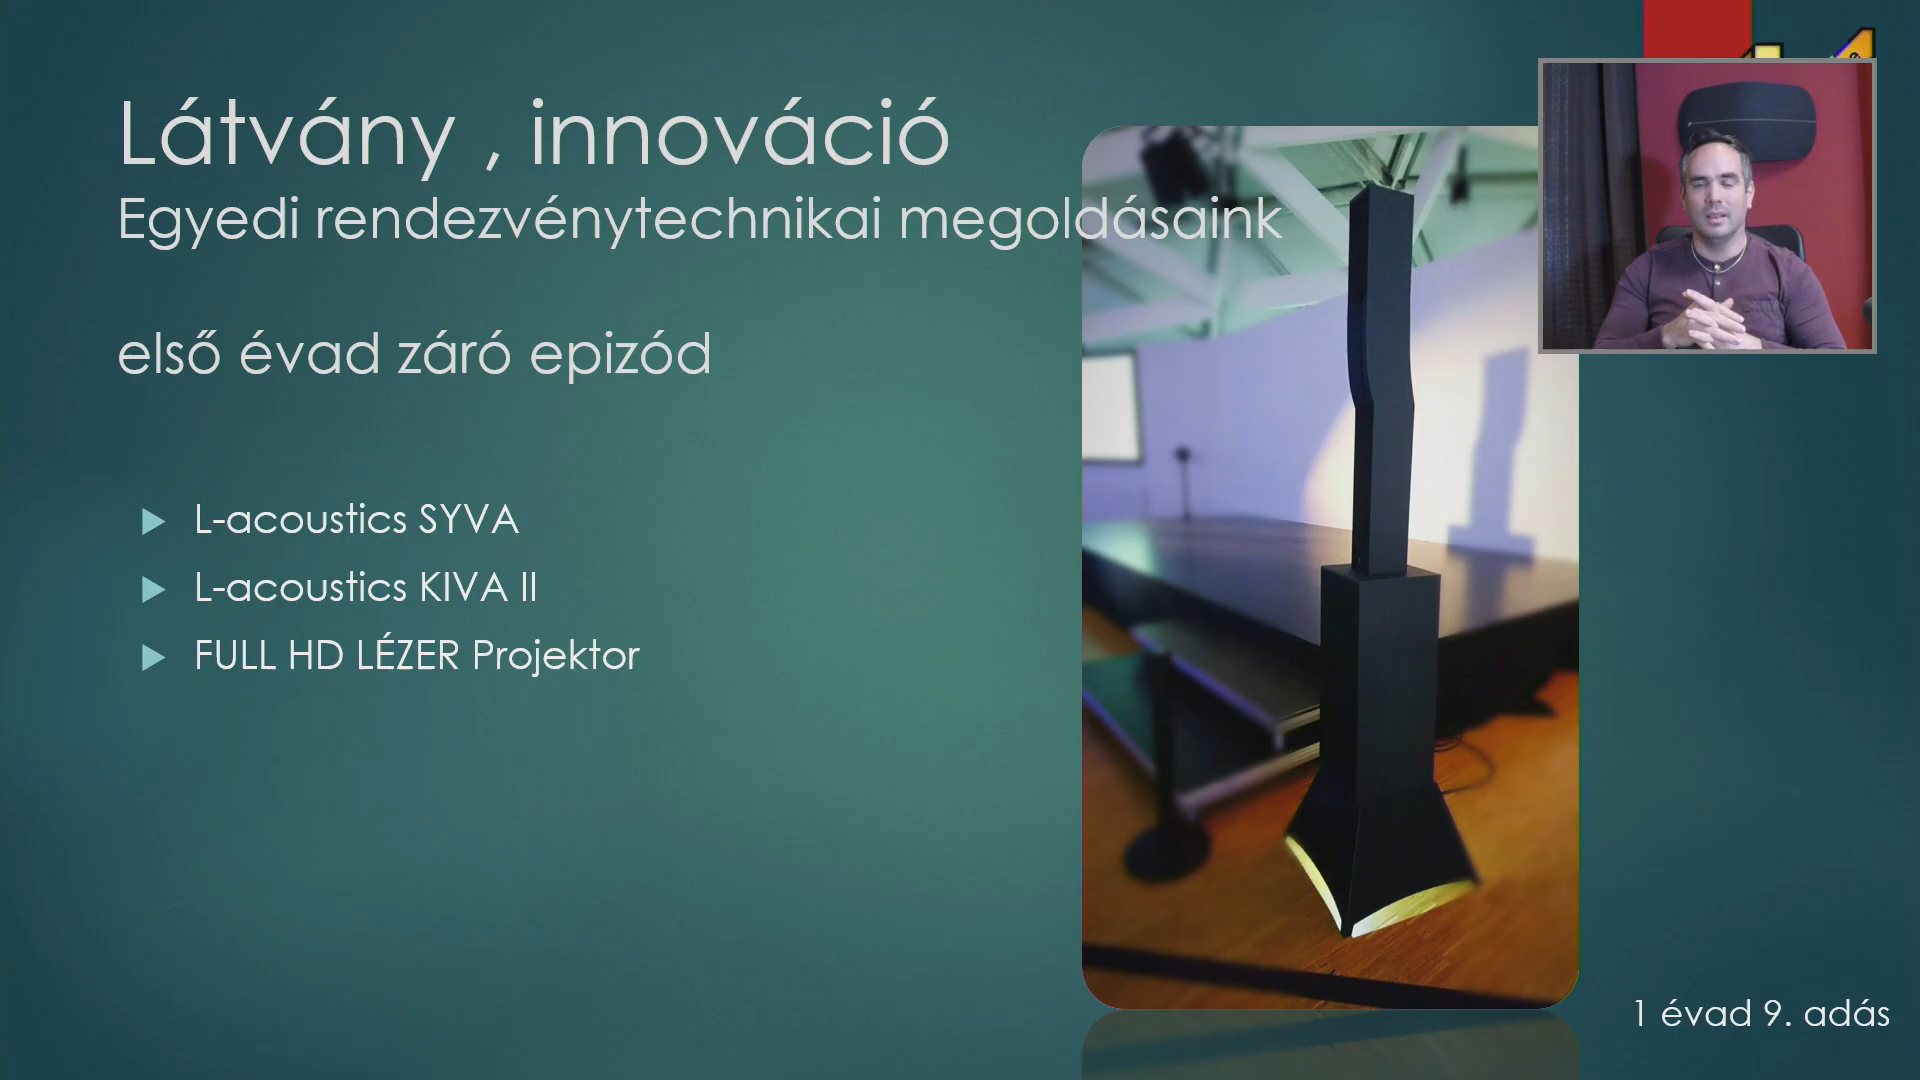 Látvány , innováció
Egyedi rendezvénytechnikai megoldásaink
első évad záró epizód
L-acoustics SYVA
L-acoustics KIVA II
FULL HD LÉZER Projektor
1 évad 9. adás